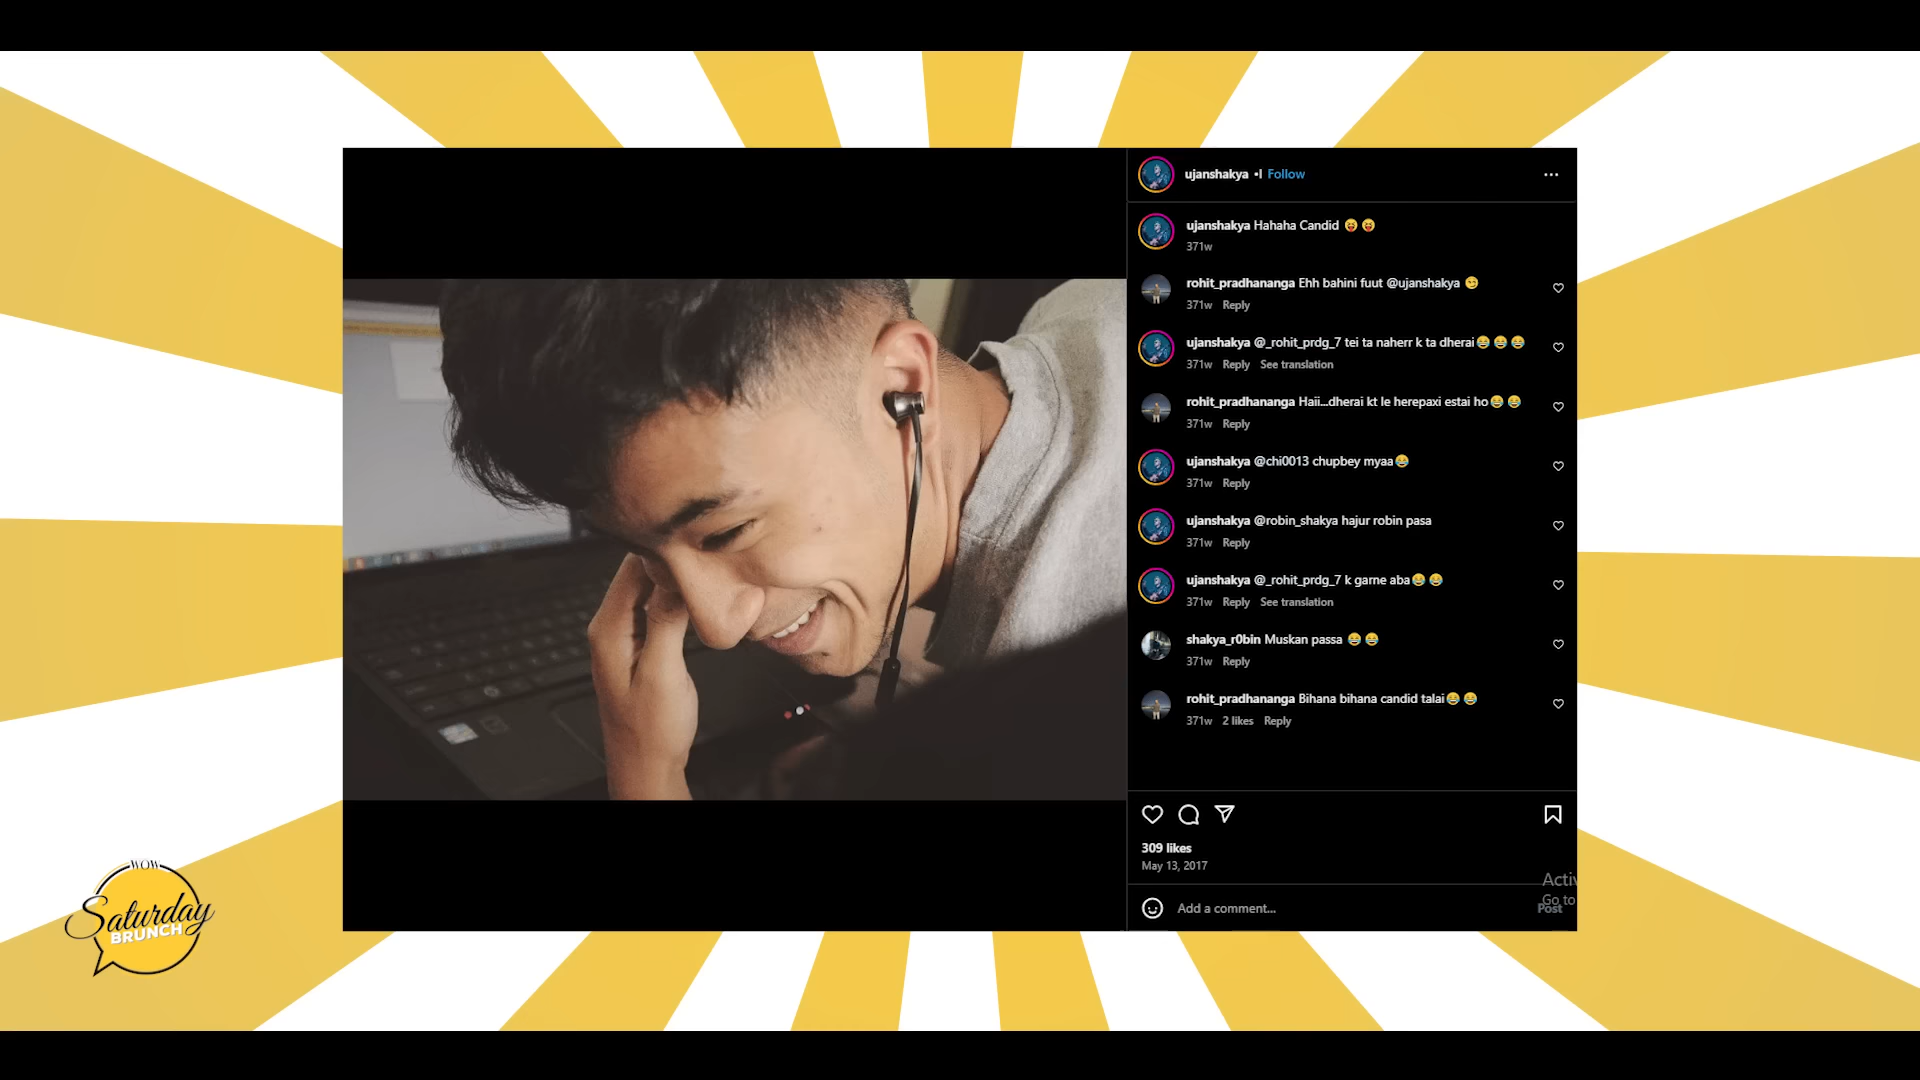 ujanshakya • Follow
ujanshakya Hahaha Candid 😝😝
371w
rohit_pradhananga Ehh bahini fuut @ujanshakya 😏
371w Reply
ujanshakya @_rohit_prdg_7 tei ta naherr k ta dherai😂😂😂
371w Reply See translation
rohit_pradhananga Haii...dherai kt le herepaxi estai ho😂😂
371w Reply
ujanshakya @chi0013 chupbey myaa😂
371w Reply
ujanshakya @robin_shakya hajur robin pasa
371w Reply
ujanshakya @_rohit_prdg_7 k garne aba😂😂
371w Reply See translation
shakya_r0bin Muskan passa 😂😂
371w Reply
rohit_pradhananga Bihana bihana candid talai😂😂
371w 2 likes Reply
309 likes
May 13, 2017
Activ
Go to
Add a comment...
Post
WOW
Saturday
BRUNCH